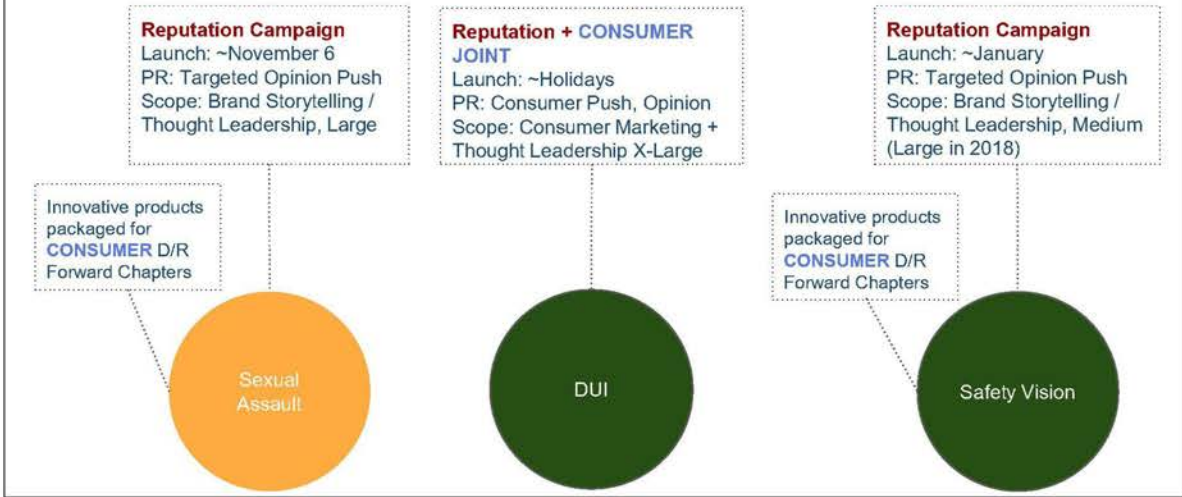 Reputation Campaign
Launch: ~November 6
PR: Targeted Opinion Push
Scope: Brand Storytelling /
Thought Leadership, Large
Reputation + CONSUMER
JOINT
Launch: ~Holidays
PR: Consumer Push, Opinion
Scope: Consumer Marketing +
Thought Leadership X-Large
Reputation Campaign
Launch: ~January
PR: Targeted Opinion Push
Scope: Brand Storytelling /
Thought Leadership, Medium
(Large in 2018)
Innovative products
packaged for
CONSUMER D/R
Forward Chapters
Innovative products
packaged for
CONSUMER D/R
Forward Chapters
Sexual
Assault
DUI
Safety Vision